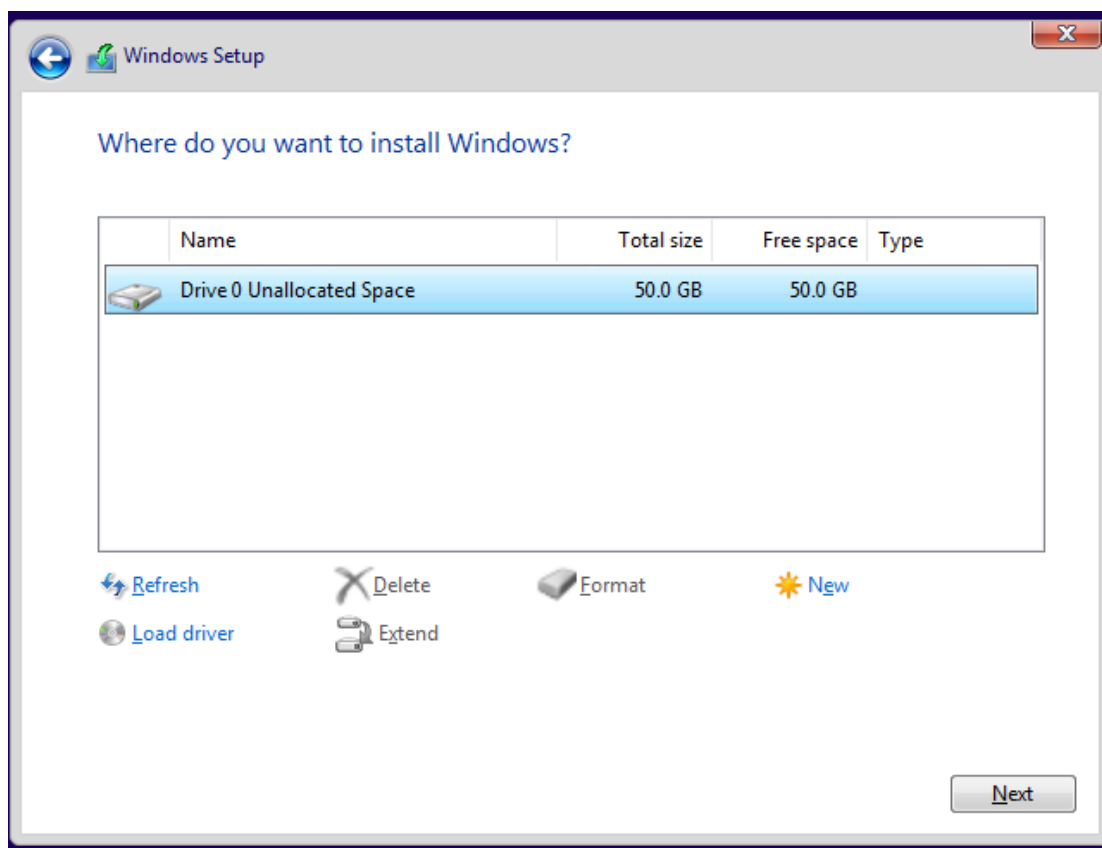 Windows Setup
Where do you want to install Windows?
Name Total size Free space Type
Drive 0 Unallocated Space 50.0 GB 50.0 GB
Refresh Delete Format New
Load driver Extend
Next